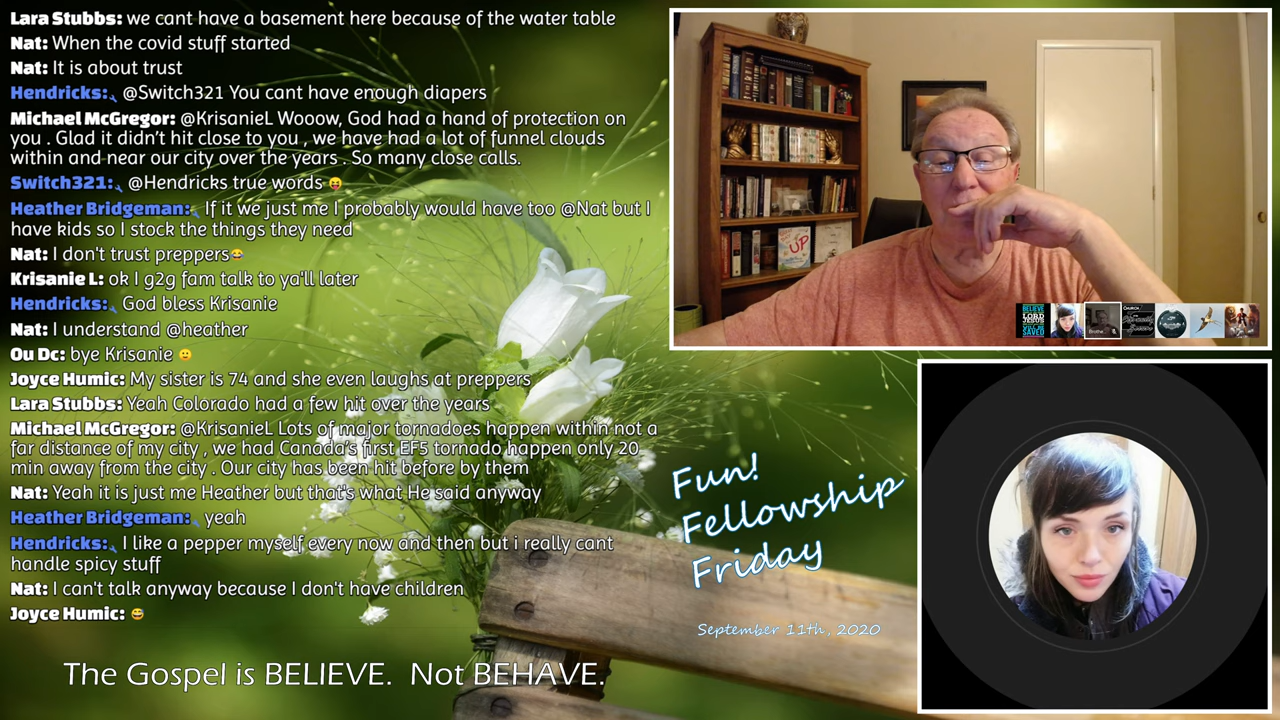 Lara Stubbs: we cant have a basement here because of the water table
Nat: When the covid stuff started
Nat: It is about trust
Hendricks: @Switch321 You cant have enough diapers
Michael McGregor: @KrisanieL Wooow, God had a hand of protection on
you . Glad it didn't hit close to you , we have had a lot of funnel clouds
within and near our city over the years . So many close calls.
Switch321: @Hendricks true words 😝
Heather Bridgeman: If it we just me I probably would have too @Nat but I
have kids so I stock the things they need
Nat: I don't trust preppers😂
Krisanie L: ok I g2g fam talk to ya'll later
Hendricks: God bless Krisanie
Nat: I understand @heather
Ou Dc: bye Krisanie 🙂
Joyce Humic: My sister is 74 and she even laughs at preppers
Lara Stubbs: Yeah Colorado had a few hit over the years
Michael McGregor: @KrisanieL Lots of major tornadoes happen within not a
far distance of my city , we had Canada's first EF5 tornado happen only 20
min away from the city . Our city has been hit before by them
Nat: Yeah it is just me Heather but that's what He said anyway
Heather Bridgeman: yeah
Hendricks: I like a pepper myself every now and then but i really cant
handle spicy stuff
Nat: I can't talk anyway because I don't have children
Joyce Humic: 😅
The Gospel is BELIEVE. Not BEHAVE.
UP
BELIEVE
LORD
JESUS
SAVED
Brothe..
CHURCH
Fun!
Fellowship
Friday
September 11th, 2020